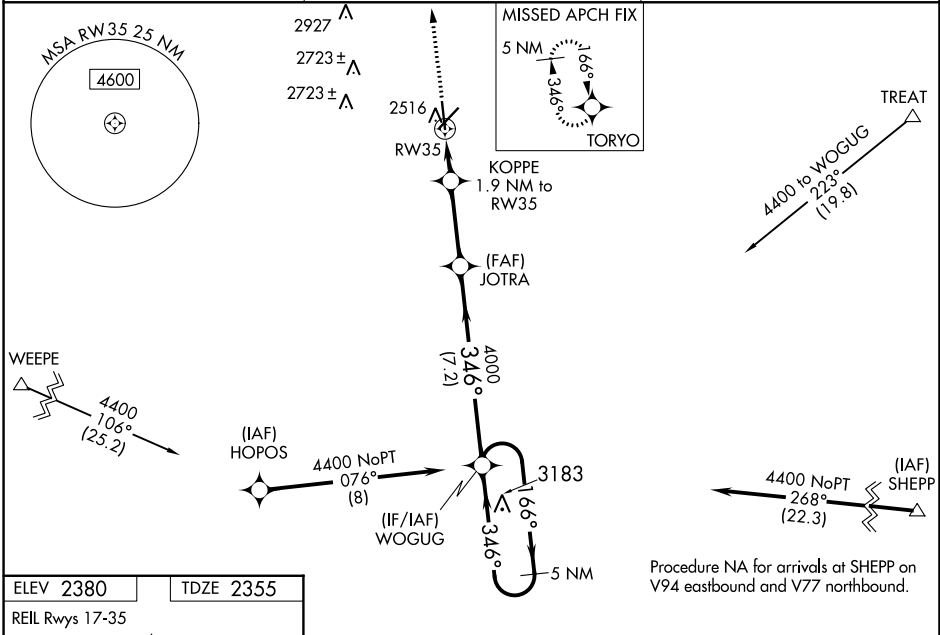 MSA RW35 25 NM
4600
2927
2723±
2723±
2516
RW35
MISSED APCH FIX
5 NM
166°
346°
TORYO
TREAT
4400 to WOGUG
223°
(19.8)
KOPPE
1.9 NM to
RW35
(FAF)
JOTRA
4000
346°
(7.2)
WEEPE
4400
106°
(25.2)
(IAF)
HOPOS
4400 NoPT
076°
(8)
(IF/IAF)
WOGUG
3183
166°
346°
5 NM
4400 NoPT
268°
(22.3)
(IAF)
SHEPP
Procedure NA for arrivals at SHEPP on
V94 eastbound and V77 northbound.
ELEV 2380
TDZE 2355
REIL Rwys 17-35